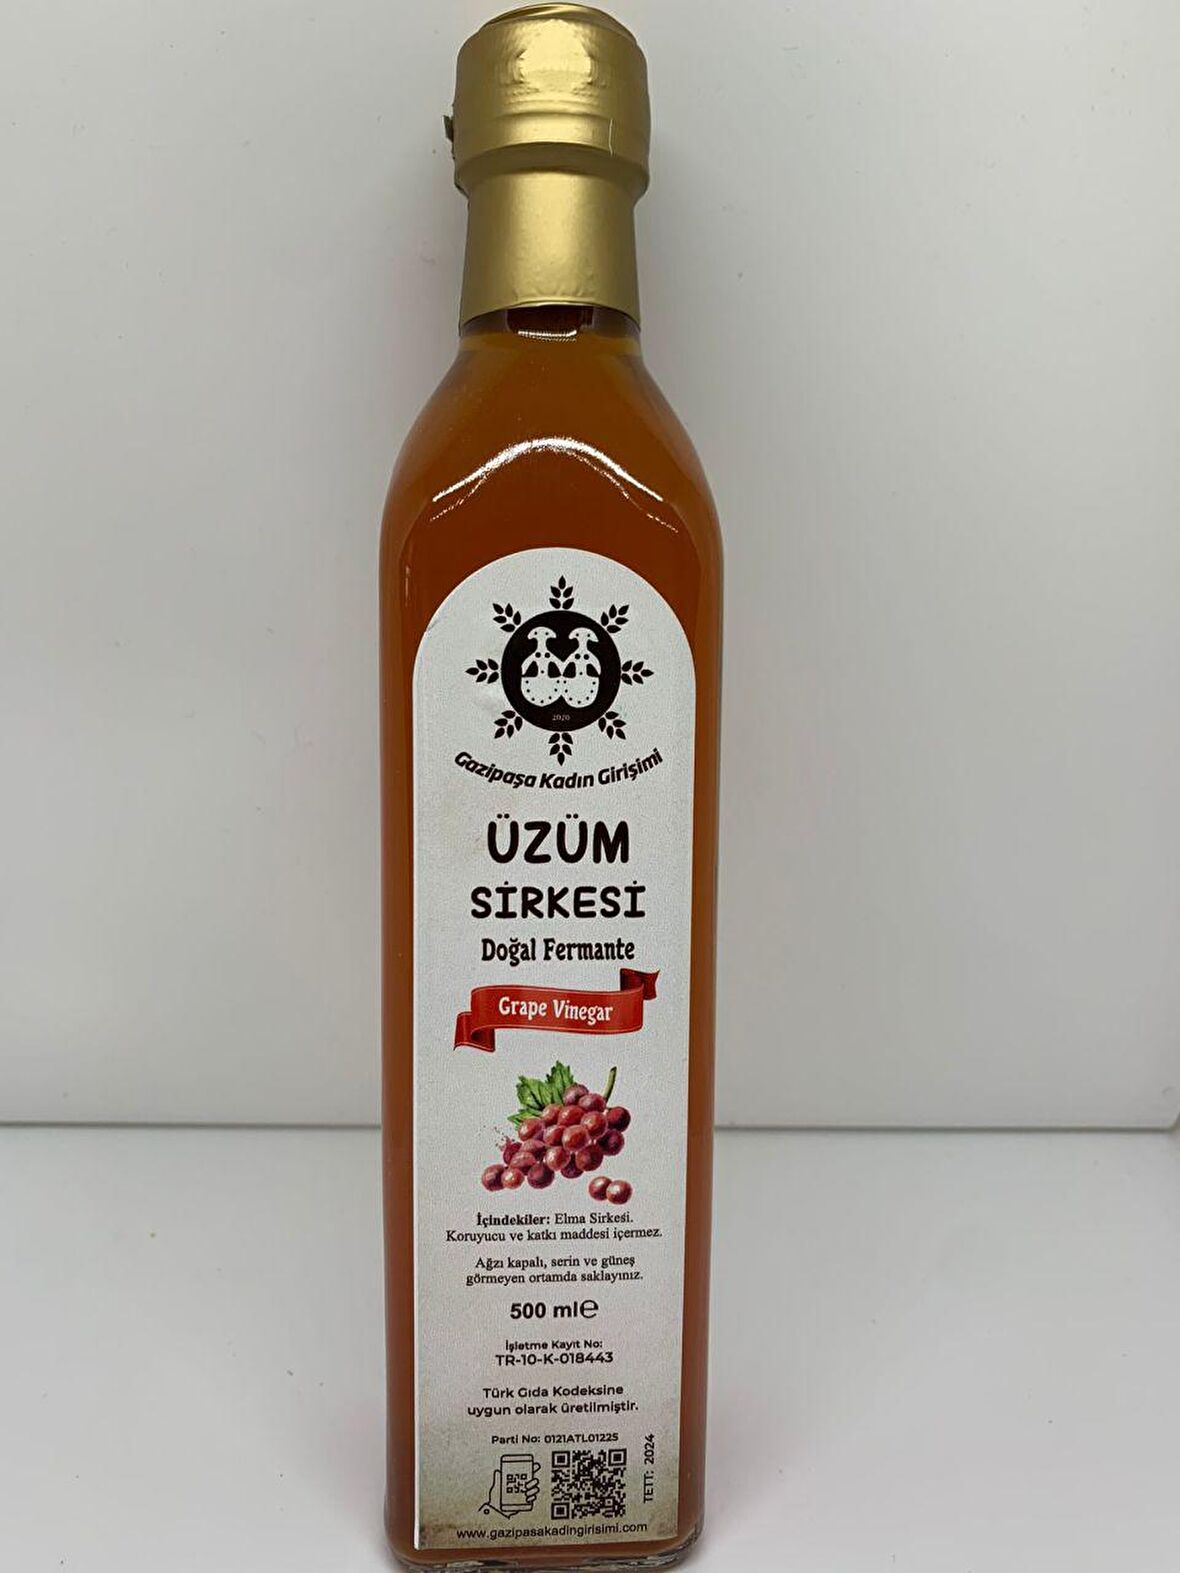 2020
Gazipaşa Kadın Girişimi
ÜZÜM
SİRKESİ
Doğal Fermante
Grape Vinegar
İçindekiler: Elma Sirkesi.
Koruyucu ve katkı maddesi içermez.
Ağzı kapalı, serin ve güneş
görmeyen ortamda saklayınız.
500 ml℮
İşletme Kayıt No:
TR-10-K-018443
Türk Gıda Kodeksine
uygun olarak üretilmiştir.
Parti No: 0121ATL01225
TETT: 2024
www.gazipasakadingirisimi.com